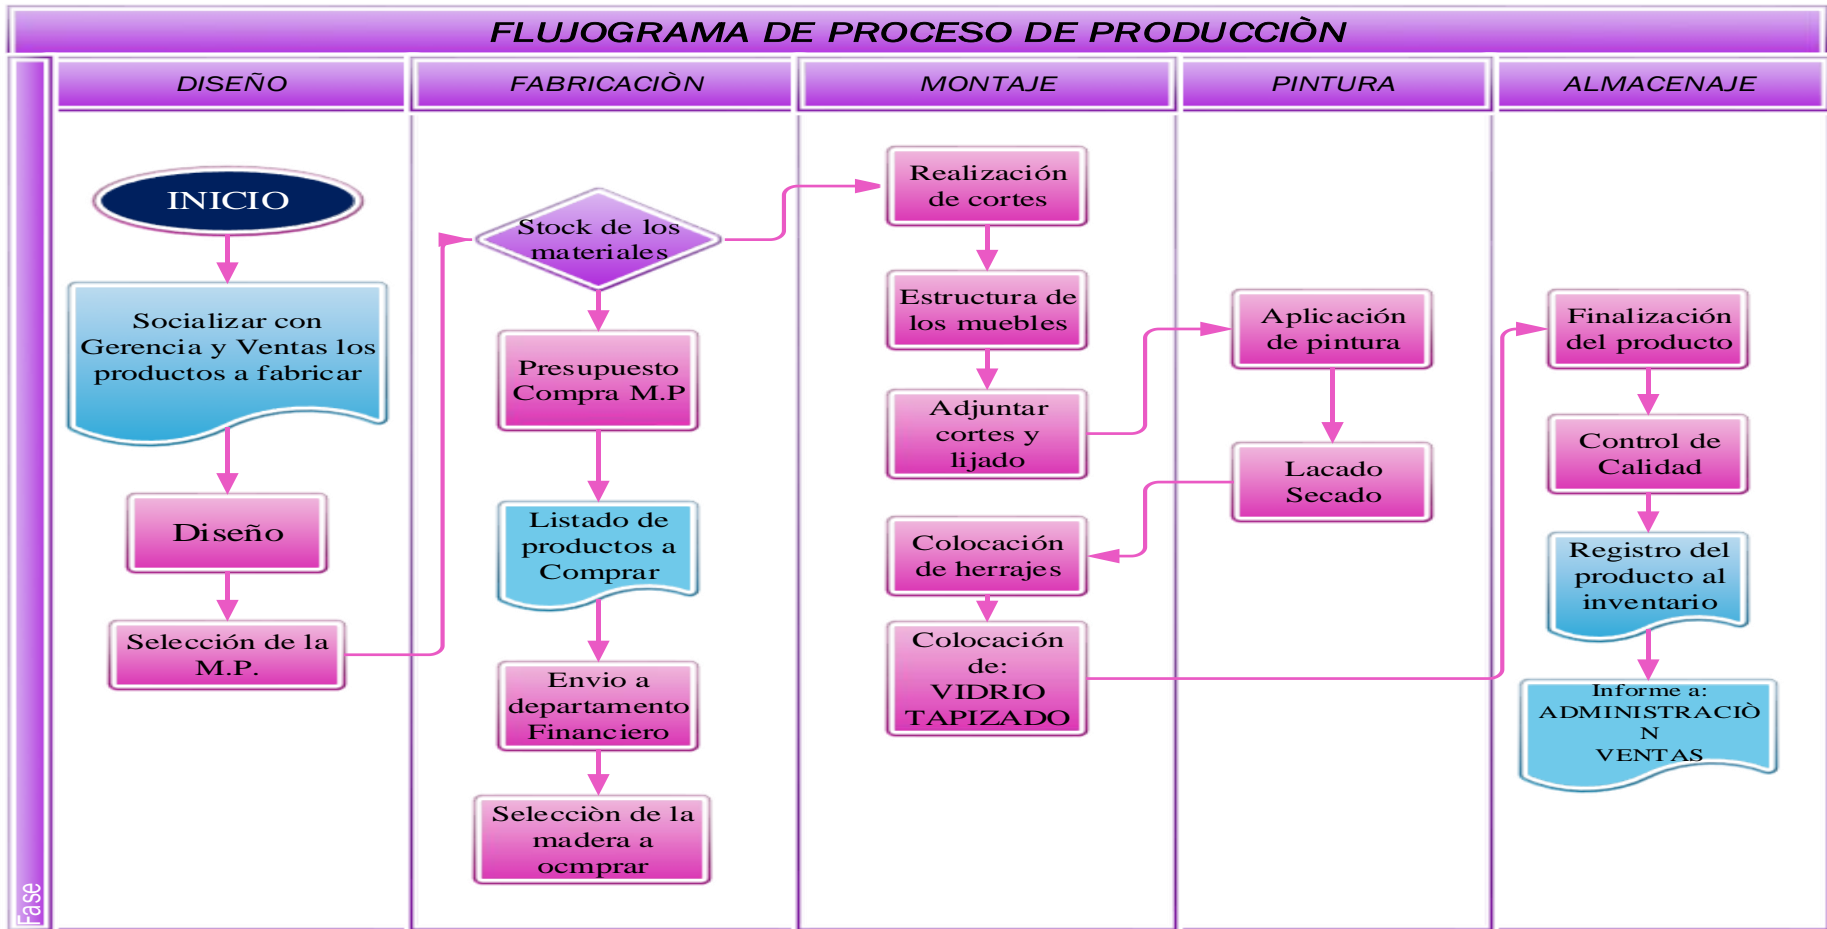 FLUJOGRAMA DE PROCESO DE PRODUCCIÒN
DISEÑO
FABRICACIÒN
MONTAJE
PINTURA
ALMACENAJE
Fase
INICIO
Socializar con
Gerencia y Ventas los
productos a fabricar
Diseño
Selección de la
M.P.
Stock de los
materiales
Presupuesto
Compra M.P
Listado de
productos a
Comprar
Envio a
departamento
Financiero
Selecciòn de la
madera a
ocmprar
Realización
de cortes
Estructura de
los muebles
Adjuntar
cortes y
lijado
Colocación
de herrajes
Colocación
de:
VIDRIO
TAPIZADO
Aplicación
de pintura
Lacado
Secado
Finalización
del producto
Control de
Calidad
Registro del
producto al
inventario
Informe a:
ADMINISTRACIÒ
N
VENTAS